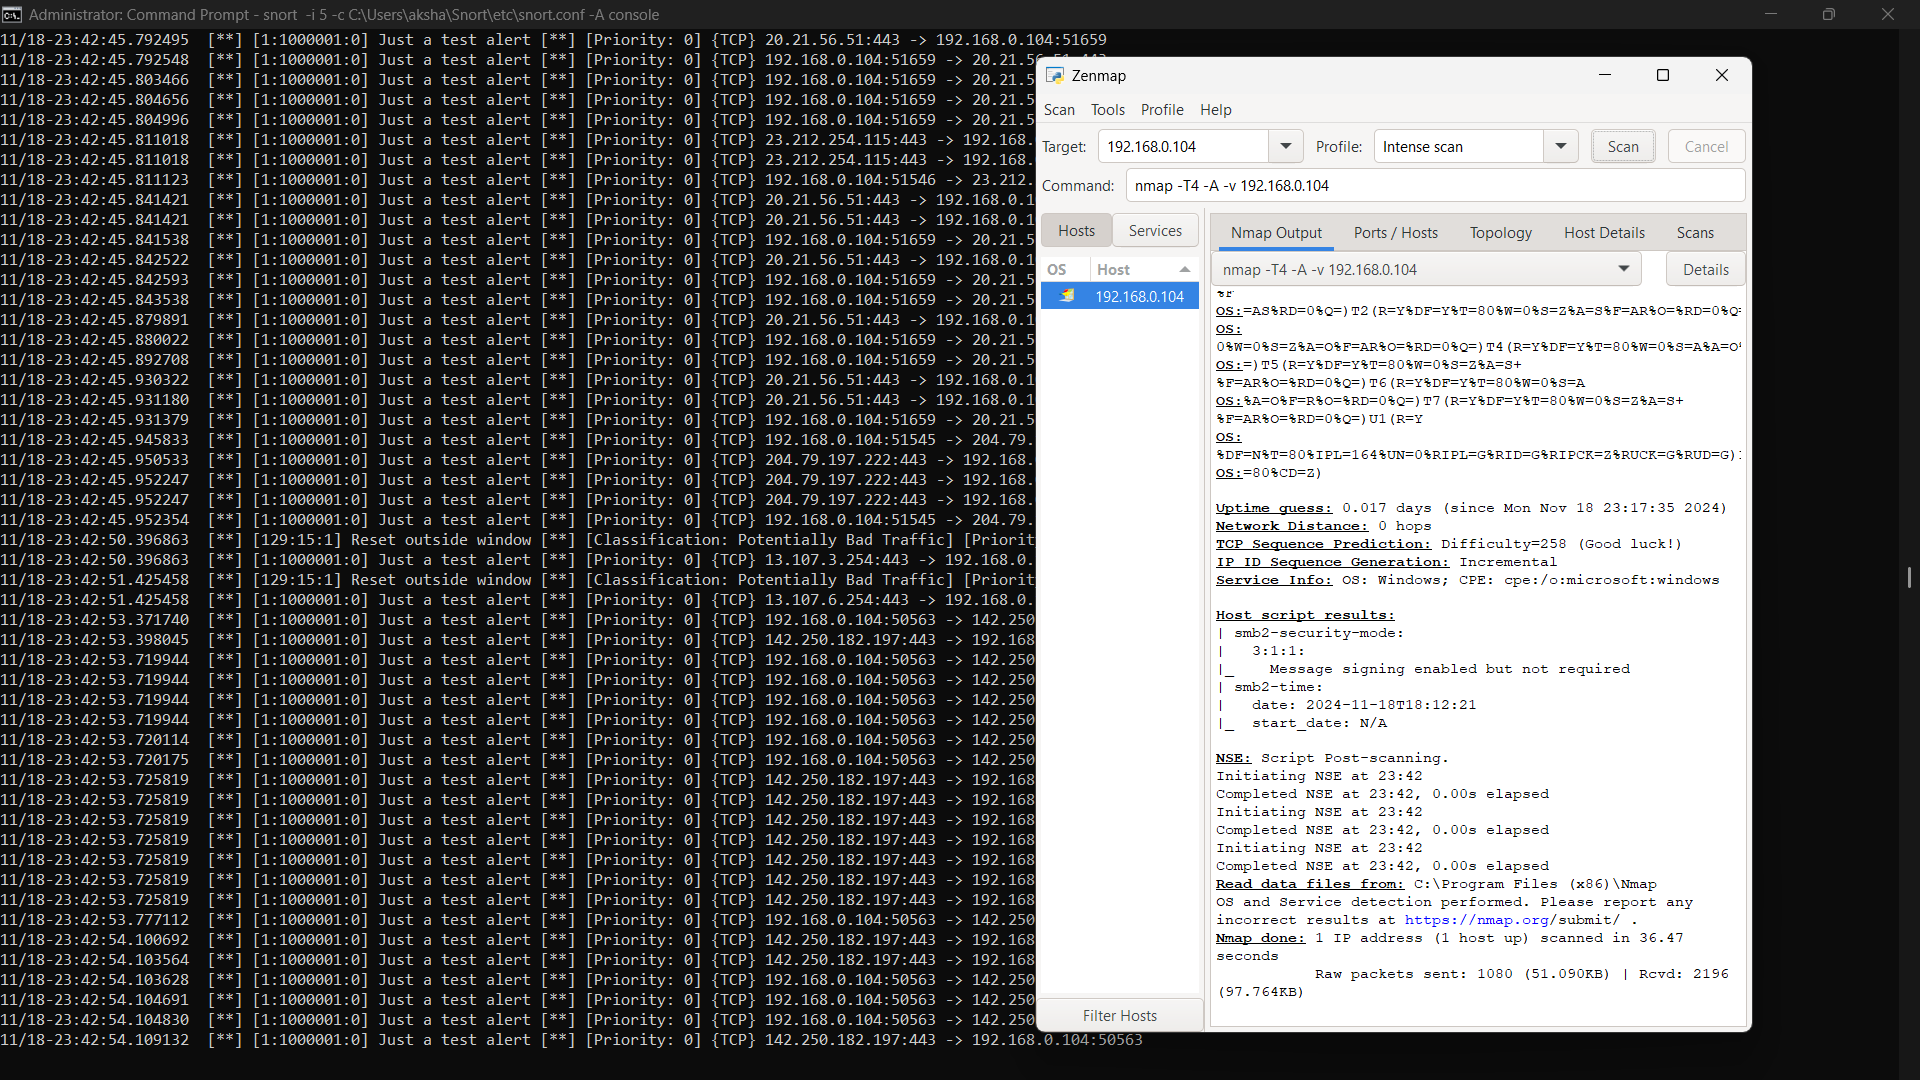 Administrator: Command Prompt - snort  -i 5 -c C:\Users\aksha\Snort\etc\snort.conf -A console
11/18-23:42:45.792495  [**] [1:1000001:0] Just a test alert [**] [Priority: 0] {TCP} 20.21.56.51:443 -> 192.168.0.104:51659
11/18-23:42:45.792548  [**] [1:1000001:0] Just a test alert [**] [Priority: 0] {TCP} 192.168.0.104:51659 -> 20.21.5
11/18-23:42:45.803466  [**] [1:1000001:0] Just a test alert [**] [Priority: 0] {TCP} 192.168.0.104:51659 -> 20.21.5
11/18-23:42:45.804656  [**] [1:1000001:0] Just a test alert [**] [Priority: 0] {TCP} 192.168.0.104:51659 -> 20.21.5
11/18-23:42:45.804996  [**] [1:1000001:0] Just a test alert [**] [Priority: 0] {TCP} 192.168.0.104:51659 -> 20.21.5
11/18-23:42:45.811018  [**] [1:1000001:0] Just a test alert [**] [Priority: 0] {TCP} 23.212.254.115:443 -> 192.168.
11/18-23:42:45.811018  [**] [1:1000001:0] Just a test alert [**] [Priority: 0] {TCP} 23.212.254.115:443 -> 192.168.
11/18-23:42:45.811123  [**] [1:1000001:0] Just a test alert [**] [Priority: 0] {TCP} 192.168.0.104:51546 -> 23.212.
11/18-23:42:45.841421  [**] [1:1000001:0] Just a test alert [**] [Priority: 0] {TCP} 20.21.56.51:443 -> 192.168.0.1
11/18-23:42:45.841421  [**] [1:1000001:0] Just a test alert [**] [Priority: 0] {TCP} 20.21.56.51:443 -> 192.168.0.1
11/18-23:42:45.841538  [**] [1:1000001:0] Just a test alert [**] [Priority: 0] {TCP} 192.168.0.104:51659 -> 20.21.5
11/18-23:42:45.842522  [**] [1:1000001:0] Just a test alert [**] [Priority: 0] {TCP} 20.21.56.51:443 -> 192.168.0.1
11/18-23:42:45.842593  [**] [1:1000001:0] Just a test alert [**] [Priority: 0] {TCP} 192.168.0.104:51659 -> 20.21.5
11/18-23:42:45.843538  [**] [1:1000001:0] Just a test alert [**] [Priority: 0] {TCP} 192.168.0.104:51659 -> 20.21.5
11/18-23:42:45.879891  [**] [1:1000001:0] Just a test alert [**] [Priority: 0] {TCP} 20.21.56.51:443 -> 192.168.0.1
11/18-23:42:45.880022  [**] [1:1000001:0] Just a test alert [**] [Priority: 0] {TCP} 192.168.0.104:51659 -> 20.21.5
11/18-23:42:45.892708  [**] [1:1000001:0] Just a test alert [**] [Priority: 0] {TCP} 192.168.0.104:51659 -> 20.21.5
11/18-23:42:45.930322  [**] [1:1000001:0] Just a test alert [**] [Priority: 0] {TCP} 20.21.56.51:443 -> 192.168.0.1
11/18-23:42:45.931180  [**] [1:1000001:0] Just a test alert [**] [Priority: 0] {TCP} 20.21.56.51:443 -> 192.168.0.1
11/18-23:42:45.931379  [**] [1:1000001:0] Just a test alert [**] [Priority: 0] {TCP} 192.168.0.104:51659 -> 20.21.5
11/18-23:42:45.945833  [**] [1:1000001:0] Just a test alert [**] [Priority: 0] {TCP} 192.168.0.104:51545 -> 204.79.
11/18-23:42:45.950533  [**] [1:1000001:0] Just a test alert [**] [Priority: 0] {TCP} 204.79.197.222:443 -> 192.168.
11/18-23:42:45.952247  [**] [1:1000001:0] Just a test alert [**] [Priority: 0] {TCP} 204.79.197.222:443 -> 192.168.
11/18-23:42:45.952247  [**] [1:1000001:0] Just a test alert [**] [Priority: 0] {TCP} 204.79.197.222:443 -> 192.168.
11/18-23:42:45.952354  [**] [1:1000001:0] Just a test alert [**] [Priority: 0] {TCP} 192.168.0.104:51545 -> 204.79.
11/18-23:42:50.396863  [**] [129:15:1] Reset outside window [**] [Classification: Potentially Bad Traffic] [Priorit
11/18-23:42:50.396863  [**] [1:1000001:0] Just a test alert [**] [Priority: 0] {TCP} 13.107.3.254:443 -> 192.168.0.
11/18-23:42:51.425458  [**] [129:15:1] Reset outside window [**] [Classification: Potentially Bad Traffic] [Priorit
11/18-23:42:51.425458  [**] [1:1000001:0] Just a test alert [**] [Priority: 0] {TCP} 13.107.6.254:443 -> 192.168.0.
11/18-23:42:53.371740  [**] [1:1000001:0] Just a test alert [**] [Priority: 0] {TCP} 192.168.0.104:50563 -> 142.250
11/18-23:42:53.398045  [**] [1:1000001:0] Just a test alert [**] [Priority: 0] {TCP} 142.250.182.197:443 -> 192.168
11/18-23:42:53.719944  [**] [1:1000001:0] Just a test alert [**] [Priority: 0] {TCP} 192.168.0.104:50563 -> 142.250
11/18-23:42:53.719944  [**] [1:1000001:0] Just a test alert [**] [Priority: 0] {TCP} 192.168.0.104:50563 -> 142.250
11/18-23:42:53.719944  [**] [1:1000001:0] Just a test alert [**] [Priority: 0] {TCP} 192.168.0.104:50563 -> 142.250
11/18-23:42:53.719944  [**] [1:1000001:0] Just a test alert [**] [Priority: 0] {TCP} 192.168.0.104:50563 -> 142.250
11/18-23:42:53.720114  [**] [1:1000001:0] Just a test alert [**] [Priority: 0] {TCP} 192.168.0.104:50563 -> 142.250
11/18-23:42:53.720175  [**] [1:1000001:0] Just a test alert [**] [Priority: 0] {TCP} 192.168.0.104:50563 -> 142.250
11/18-23:42:53.725819  [**] [1:1000001:0] Just a test alert [**] [Priority: 0] {TCP} 142.250.182.197:443 -> 192.168
11/18-23:42:53.725819  [**] [1:1000001:0] Just a test alert [**] [Priority: 0] {TCP} 142.250.182.197:443 -> 192.168
11/18-23:42:53.725819  [**] [1:1000001:0] Just a test alert [**] [Priority: 0] {TCP} 142.250.182.197:443 -> 192.168
11/18-23:42:53.725819  [**] [1:1000001:0] Just a test alert [**] [Priority: 0] {TCP} 142.250.182.197:443 -> 192.168
11/18-23:42:53.725819  [**] [1:1000001:0] Just a test alert [**] [Priority: 0] {TCP} 142.250.182.197:443 -> 192.168
11/18-23:42:53.725819  [**] [1:1000001:0] Just a test alert [**] [Priority: 0] {TCP} 142.250.182.197:443 -> 192.168
11/18-23:42:53.725819  [**] [1:1000001:0] Just a test alert [**] [Priority: 0] {TCP} 142.250.182.197:443 -> 192.168
11/18-23:42:53.777112  [**] [1:1000001:0] Just a test alert [**] [Priority: 0] {TCP} 192.168.0.104:50563 -> 142.250
11/18-23:42:54.100692  [**] [1:1000001:0] Just a test alert [**] [Priority: 0] {TCP} 142.250.182.197:443 -> 192.168
11/18-23:42:54.103564  [**] [1:1000001:0] Just a test alert [**] [Priority: 0] {TCP} 142.250.182.197:443 -> 192.168
11/18-23:42:54.103628  [**] [1:1000001:0] Just a test alert [**] [Priority: 0] {TCP} 192.168.0.104:50563 -> 142.250
11/18-23:42:54.104691  [**] [1:1000001:0] Just a test alert [**] [Priority: 0] {TCP} 192.168.0.104:50563 -> 142.250
11/18-23:42:54.104830  [**] [1:1000001:0] Just a test alert [**] [Priority: 0] {TCP} 192.168.0.104:50563 -> 142.250
11/18-23:42:54.109132  [**] [1:1000001:0] Just a test alert [**] [Priority: 0] {TCP} 142.250.182.197:443 -> 192.168.0.104:50563
Zenmap
Scan Tools Profile Help
Target: 192.168.0.104 Profile: Intense scan Scan Cancel
Command: nmap -T4 -A -v 192.168.0.104
Hosts Services
OS Host
192.168.0.104
Filter Hosts
Nmap Output Ports / Hosts Topology Host Details Scans
nmap -T4 -A -v 192.168.0.104 Details
%F
OS:=AS%RD=0%Q=)T2(R=Y%DF=Y%T=80%W=0%S=Z%A=S%F=AR%O=%RD=0%Q=
OS:
0%W=0%S=Z%A=O%F=AR%O=%RD=0%Q=)T4(R=Y%DF=Y%T=80%W=0%S=A%A=O%
OS:=)T5(R=Y%DF=Y%T=80%W=0%S=Z%A=S+
%F=AR%O=%RD=0%Q=)T6(R=Y%DF=Y%T=80%W=0%S=A
OS:%A=O%F=R%O=%RD=0%Q=)T7(R=Y%DF=Y%T=80%W=0%S=Z%A=S+
%F=AR%O=%RD=0%Q=)U1(R=Y
OS:
%DF=N%T=80%IPL=164%UN=0%RIPL=G%RID=G%RIPCK=Z%RUCK=G%RUD=G)
OS:=80%CD=Z)
Uptime guess: 0.017 days (since Mon Nov 18 23:17:35 2024)
Network Distance: 0 hops
TCP Sequence Prediction: Difficulty=258 (Good luck!)
IP ID Sequence Generation: Incremental
Service Info: OS: Windows; CPE: cpe:/o:microsoft:windows
Host script results:
| smb2-security-mode:
|   3:1:1:
|_    Message signing enabled but not required
| smb2-time:
|   date: 2024-11-18T18:12:21
|_  start_date: N/A
NSE: Script Post-scanning.
Initiating NSE at 23:42
Completed NSE at 23:42, 0.00s elapsed
Initiating NSE at 23:42
Completed NSE at 23:42, 0.00s elapsed
Initiating NSE at 23:42
Completed NSE at 23:42, 0.00s elapsed
Read data files from: C:\Program Files (x86)\Nmap
OS and Service detection performed. Please report any
incorrect results at https://nmap.org/submit/ .
Nmap done: 1 IP address (1 host up) scanned in 36.47
seconds
Raw packets sent: 1080 (51.090KB) | Rcvd: 2196
(97.764KB)